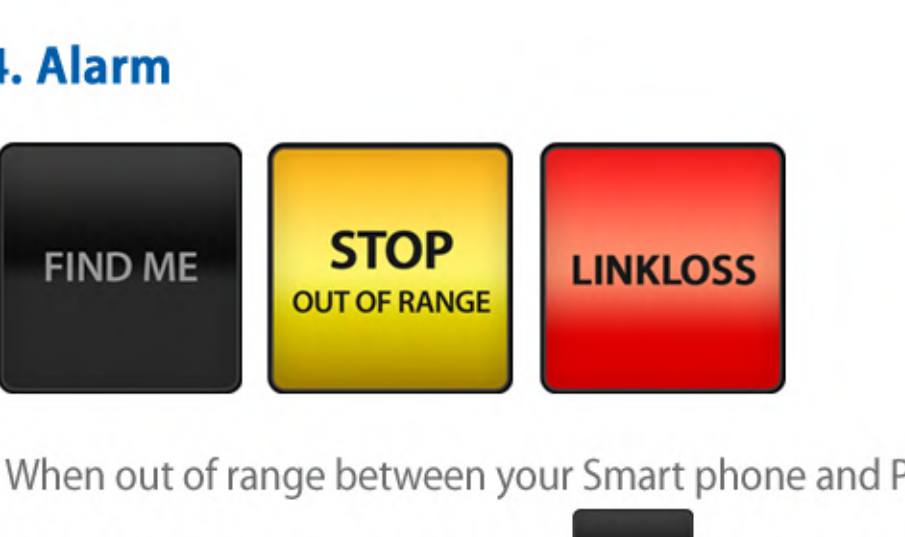 4. Alarm
FIND ME
STOP
OUT OF RANGE
LINKLOSS
When out of range between your Smart phone and P